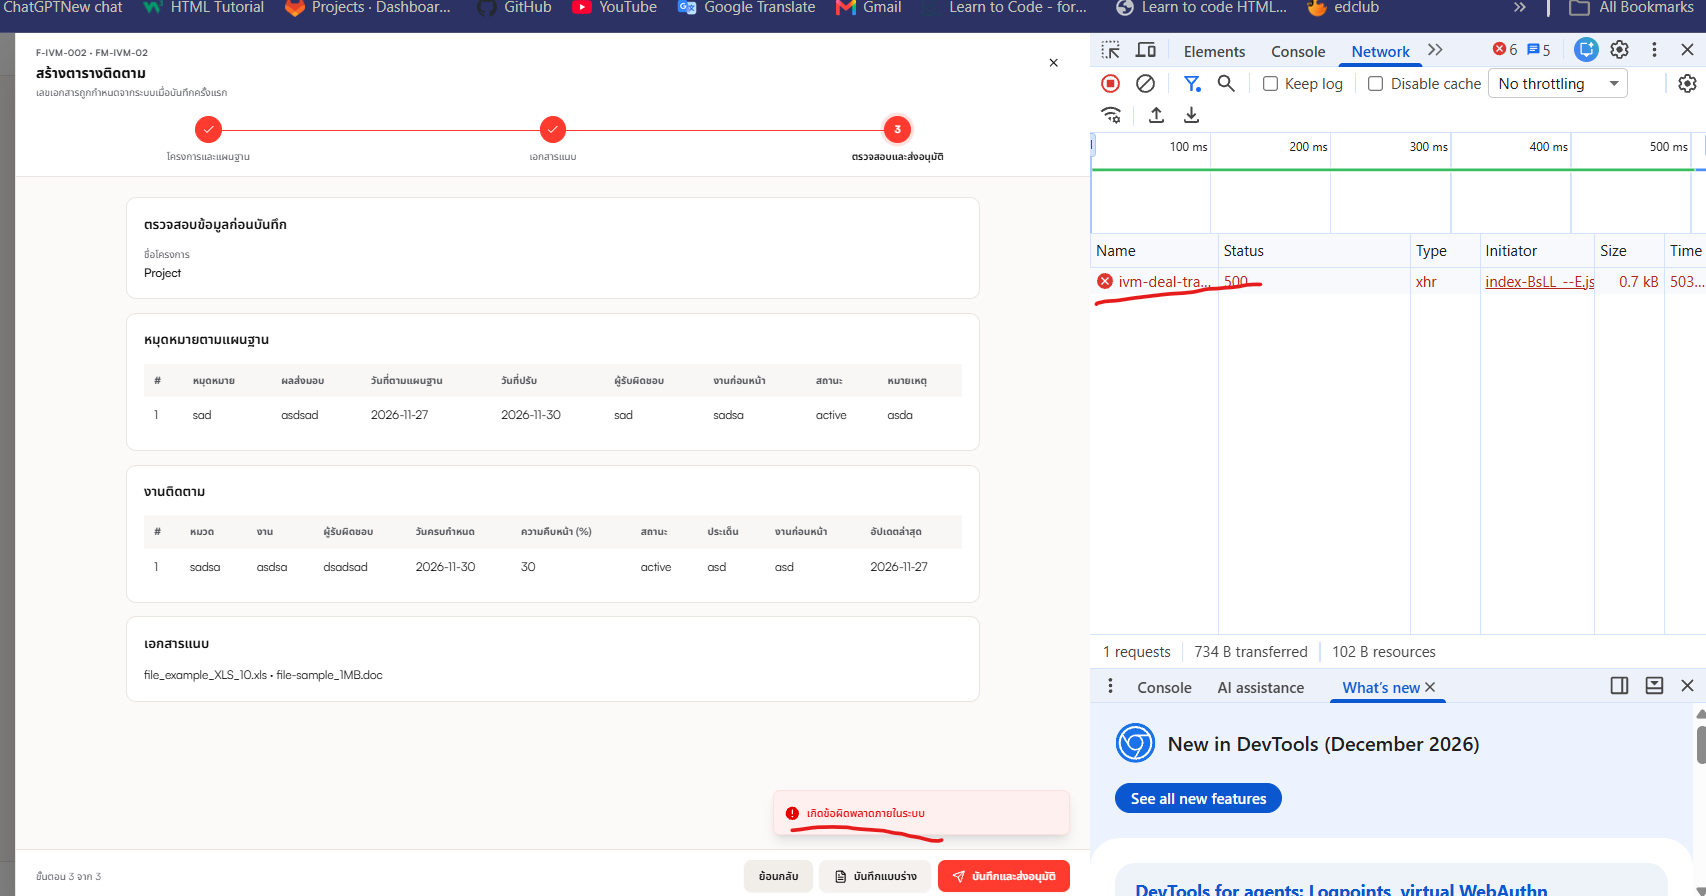 ChatGPTNew chat HTML Tutorial Projects · Dashboar... GitHub YouTube Google Translate Gmail Learn to Code - for... Learn to code HTML... edclub » All Bookmarks
F-IVM-002 • FM-IVM-02
สร้างตารางติดตาม
เลขเอกสารถูกกำหนดจากระบบเมื่อบันทึกครั้งแรก
3
โครงการและแผนฐาน เอกสารแนบ ตรวจสอบและส่งอนุมัติ
ตรวจสอบข้อมูลก่อนบันทึก
ชื่อโครงการ
Project
หมุดหมายตามแผนฐาน
# หมุดหมาย ผลส่งมอบ วันที่ตามแผนฐาน วันที่ปรับ ผู้รับผิดชอบ งานก่อนหน้า สถานะ หมายเหตุ
1 sad asdsad 2026-11-27 2026-11-30 sad sadsa active asda
งานติดตาม
# หมวด งาน ผู้รับผิดชอบ วันครบกำหนด ความคืบหน้า (%) สถานะ ประเด็น งานก่อนหน้า อัปเดตล่าสุด
1 sadsa asdsa dsadsad 2026-11-30 30 active asd asd 2026-11-27
เอกสารแนบ
file_example_XLS_10.xls • file-sample_1MB.doc
เกิดข้อผิดพลาดภายในระบบ
ขั้นตอน 3 จาก 3
ย้อนกลับ บันทึกแบบร่าง บันทึกและส่งอนุมัติ
Elements Console Network 6 5
Keep log Disable cache No throttling
100 ms 200 ms 300 ms 400 ms 500 ms
Name Status Type Initiator Size Time
ivm-deal-tra... 500 xhr index-BsLL_--E.js 0.7 kB 503...
1 requests 734 B transferred 102 B resources
Console AI assistance What's new
New in DevTools (December 2026)
See all new features
DevTools for agents: Logpoints, virtual WebAuthn